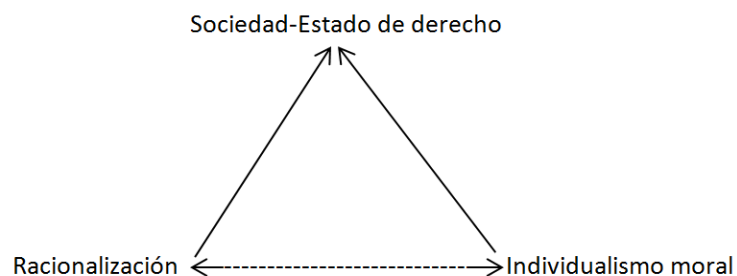 Sociedad-Estado de derecho
Racionalización
Individualismo moral